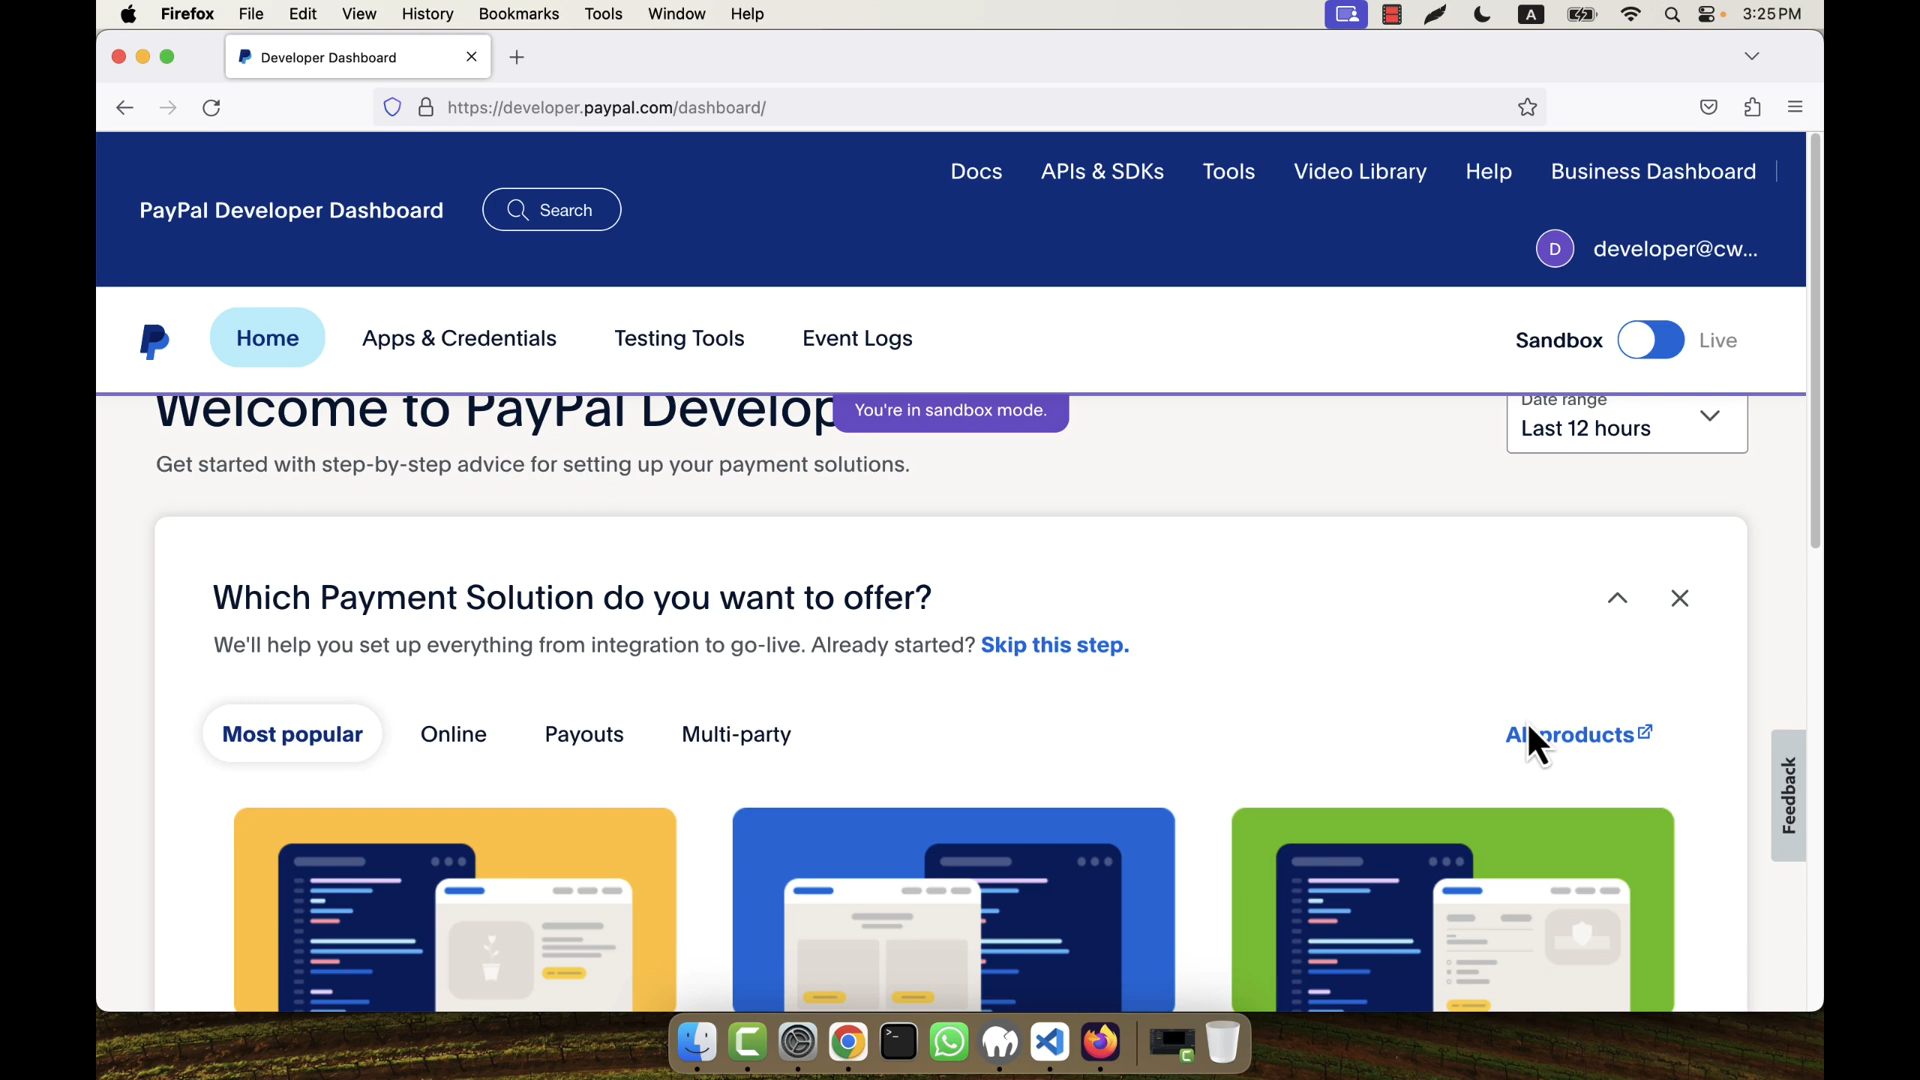 Firefox File Edit View History Bookmarks Tools Window Help A 3:25 PM
Developer Dashboard
https://developer.paypal.com/dashboard/
Docs APIs & SDKs Tools Video Library Help Business Dashboard
PayPal Developer Dashboard Search
D developer@cw...
Home Apps & Credentials Testing Tools Event Logs Sandbox Live
Welcome to PayPal Develop
You're in sandbox mode.
Date range
Last 12 hours
Get started with step-by-step advice for setting up your payment solutions.
Which Payment Solution do you want to offer?
We'll help you set up everything from integration to go-live. Already started? Skip this step.
Most popular Online Payouts Multi-party All products
Feedback